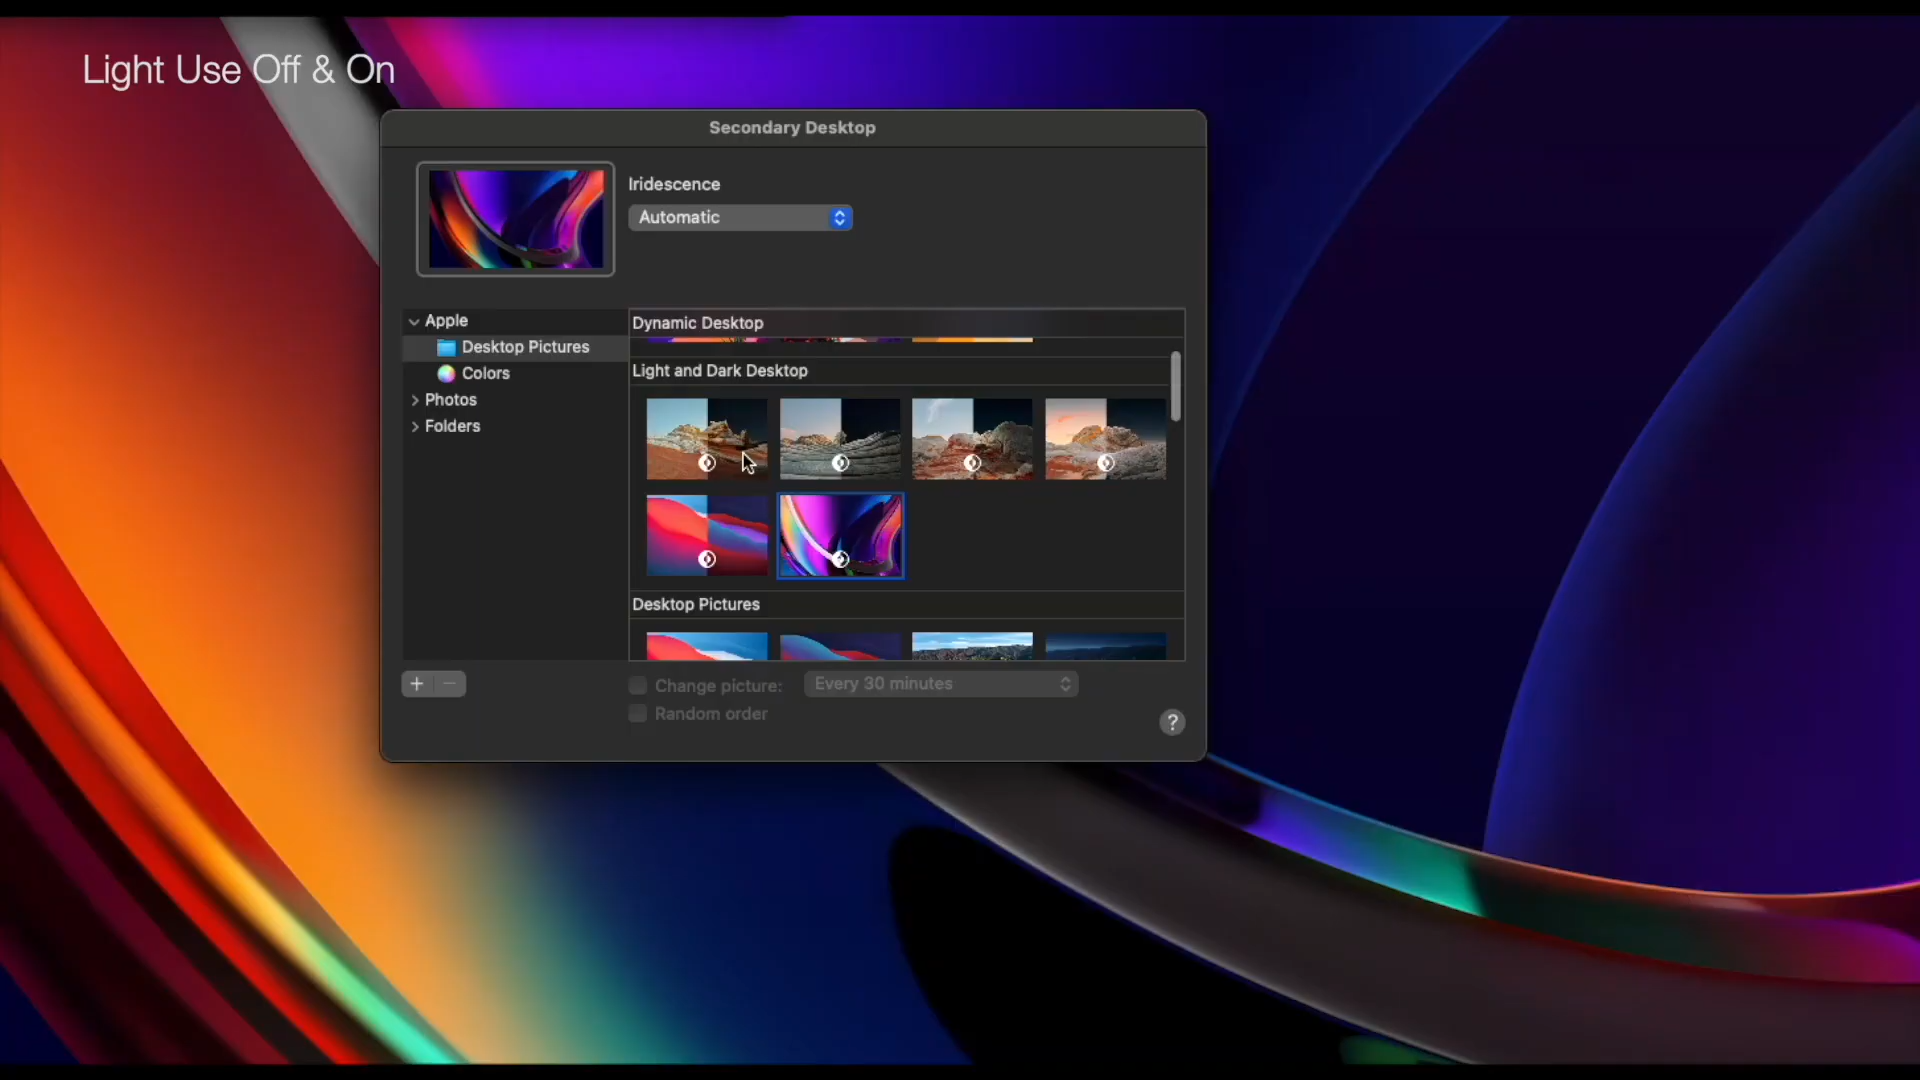 Light Use Off & On
Secondary Desktop
Iridescence
Automatic
Apple
Desktop Pictures
Colors
Photos
Folders
Dynamic Desktop
Light and Dark Desktop
Desktop Pictures
+ −
Change picture: Every 30 minutes
Random order
?